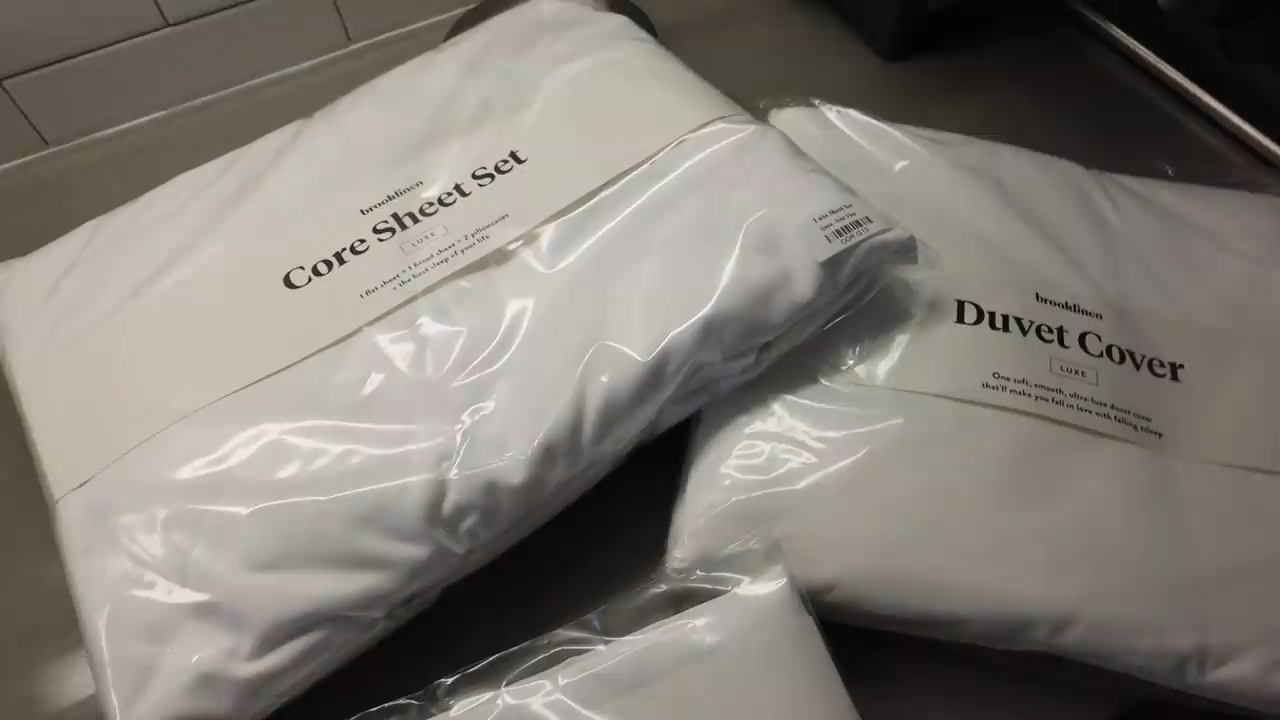 brooklinen
Core Sheet Set
LUXE
1 flat sheet + 1 fitted sheet + 2 pillowcases
= the best sleep of your life.
Luxe Sheet Set
brooklinen
Duvet Cover
LUXE
One soft, smooth, ultra-luxe duvet cover
that'll make you fall in love with falling asleep